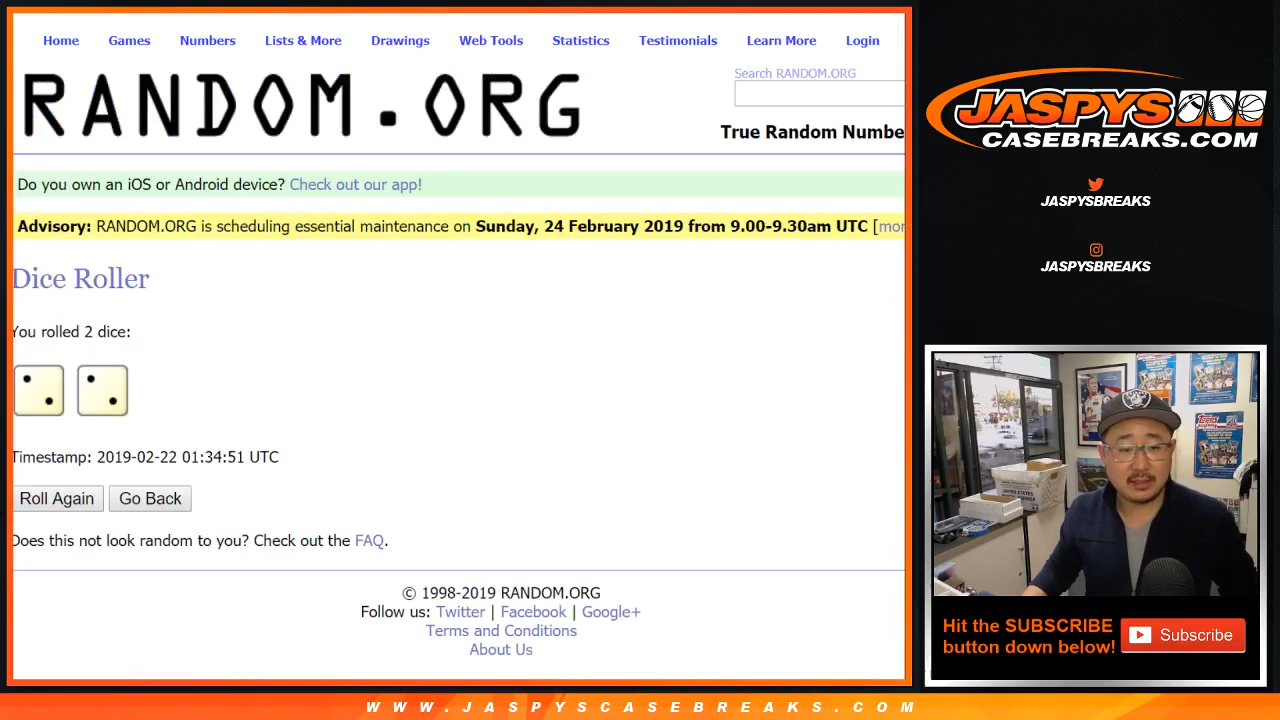 Home Games Numbers Lists & More Drawings Web Tools Statistics Testimonials Learn More Login
RANDOM.ORG
Search RANDOM.ORG
True Random Numbe
Do you own an iOS or Android device? Check out our app!
Advisory: RANDOM.ORG is scheduling essential maintenance on Sunday, 24 February 2019 from 9.00-9.30am UTC [mor
Dice Roller
You rolled 2 dice:
Timestamp: 2019-02-22 01:34:51 UTC
Roll Again Go Back
Does this not look random to you? Check out the FAQ.
© 1998-2019 RANDOM.ORG
Follow us: Twitter | Facebook | Google+
Terms and Conditions
About Us
JASPYS
CASEBREAKS.COM
JASPYSBREAKS
JASPYSBREAKS
Hit the SUBSCRIBE
button down below!
Subscribe
WWW.JASPYSCASEBREAKS.COM